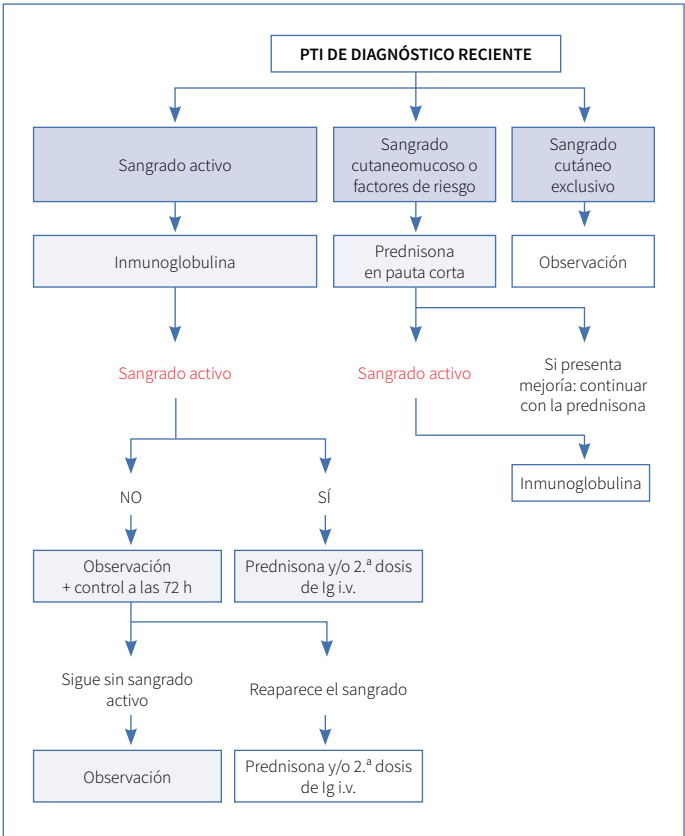 PTI DE DIAGNÓSTICO RECIENTE
Sangrado activo
Sangrado
cutaneomucoso o
factores de riesgo
Sangrado
cutáneo
exclusivo
Inmunoglobulina
Prednisona
en pauta corta
Observación
Sangrado activo
Sangrado activo
Si presenta
mejoría: continuar
con la prednisona
Inmunoglobulina
NO
SÍ
Observación
+ control a las 72 h
Prednisona y/o 2.ª dosis
de Ig i.v.
Sigue sin sangrado
activo
Reaparece el sangrado
Observación
Prednisona y/o 2.ª dosis
de Ig i.v.